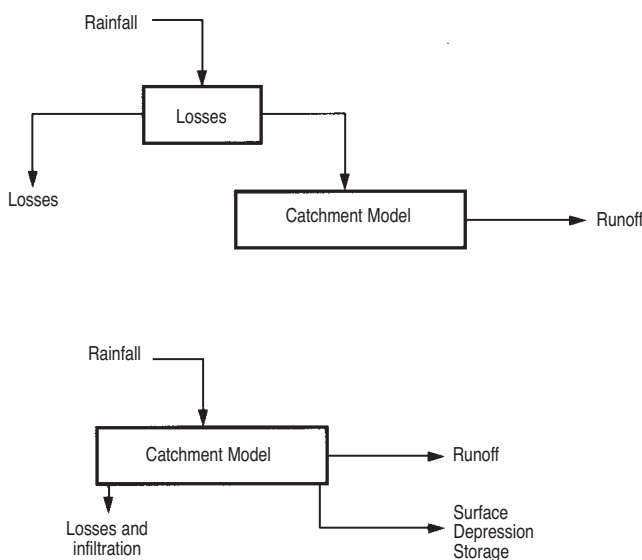 Rainfall
Losses
Losses
Catchment Model
Runoff
Rainfall
Catchment Model
Runoff
Losses and
infiltration
Surface
Depression
Storage